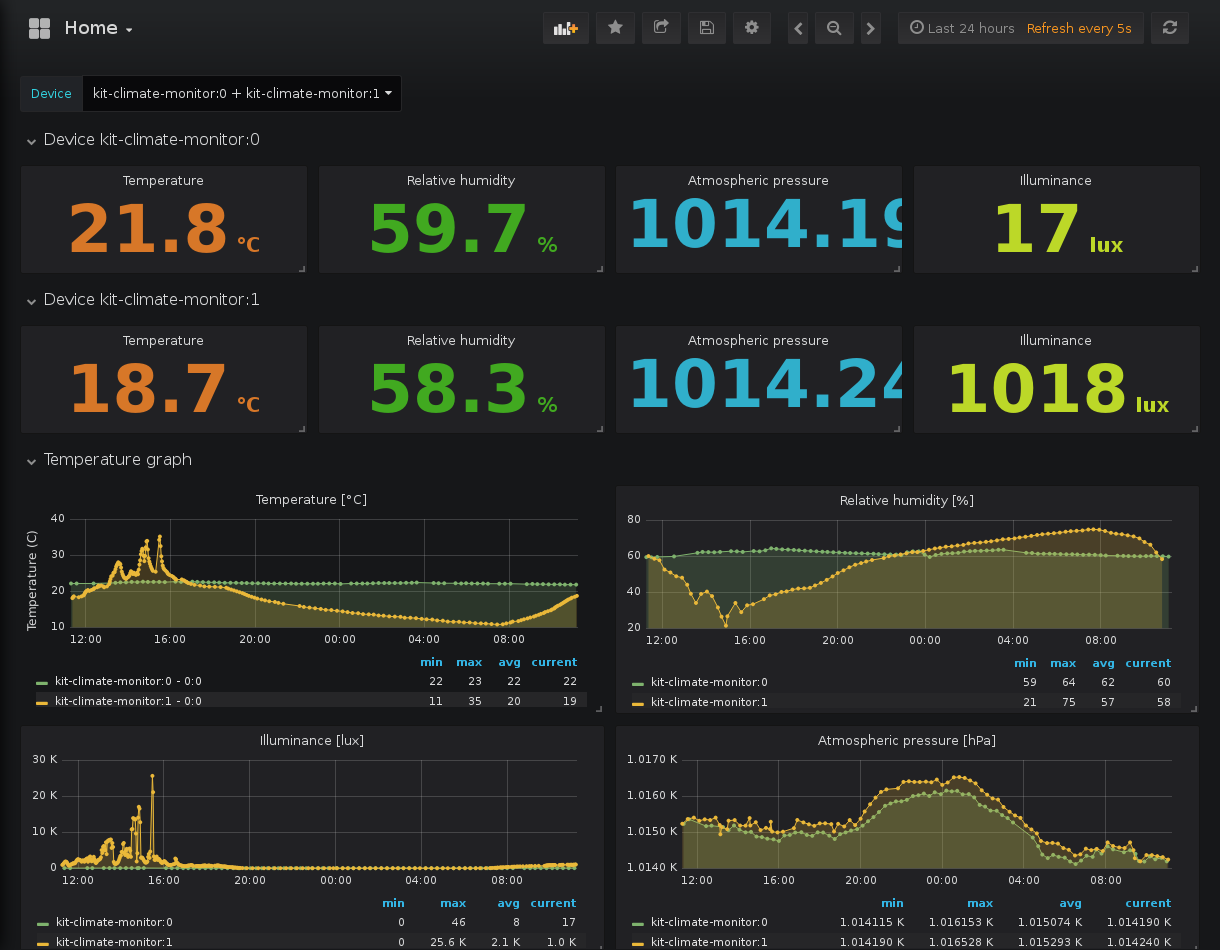 Home
Last 24 hours Refresh every 5s
Device kit-climate-monitor:0 + kit-climate-monitor:1
Device kit-climate-monitor:0
Temperature Relative humidity Atmospheric pressure Illuminance
21.8 °C 59.7 % 1014.19 17 lux
Device kit-climate-monitor:1
Temperature Relative humidity Atmospheric pressure Illuminance
18.7 °C 58.3 % 1014.24 1018 lux
Temperature graph
Temperature [°C]
Temperature (C)
40
30
20
10
12:00 16:00 20:00 00:00 04:00 08:00
min max avg current
kit-climate-monitor:0 - 0:0 22 23 22 22
kit-climate-monitor:1 - 0:0 11 35 20 19
Relative humidity [%]
80
60
40
20
12:00 16:00 20:00 00:00 04:00 08:00
min max avg current
kit-climate-monitor:0 59 64 62 60
kit-climate-monitor:1 21 75 57 58
Illuminance [lux]
30 K
20 K
10 K
0
12:00 16:00 20:00 00:00 04:00 08:00
min max avg current
kit-climate-monitor:0 0 46 8 17
kit-climate-monitor:1 0 25.6 K 2.1 K 1.0 K
Atmospheric pressure [hPa]
1.0170 K
1.0160 K
1.0150 K
1.0140 K
12:00 16:00 20:00 00:00 04:00 08:00
min max avg current
kit-climate-monitor:0 1.014115 K 1.016153 K 1.015074 K 1.014190 K
kit-climate-monitor:1 1.014190 K 1.016528 K 1.015293 K 1.014240 K